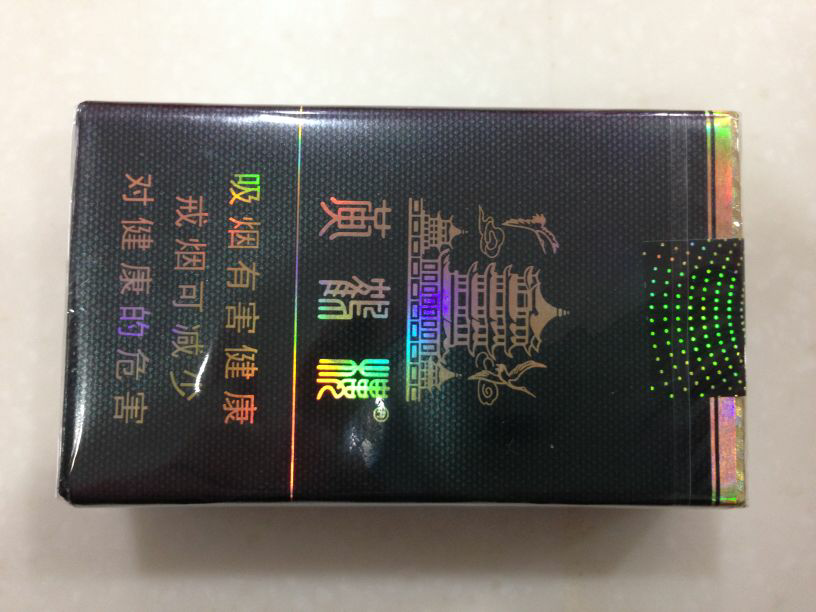 黄鹤楼®
吸烟有害健康
戒烟可减少
对健康的危害